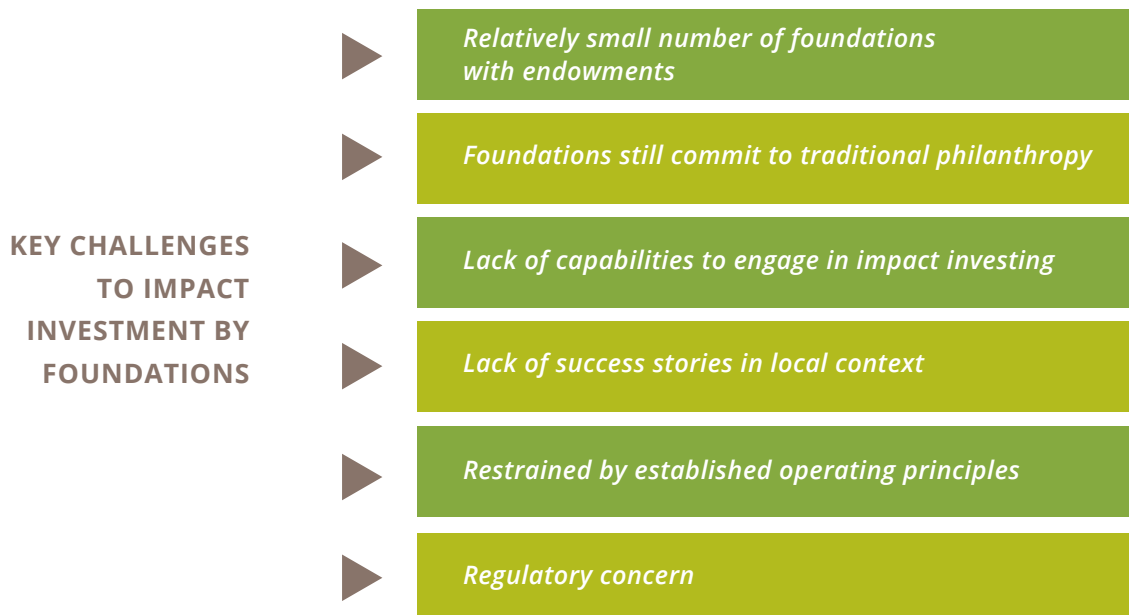 KEY CHALLENGES
TO IMPACT
INVESTMENT BY
FOUNDATIONS
Relatively small number of foundations
with endowments
Foundations still commit to traditional philanthropy
Lack of capabilities to engage in impact investing
Lack of success stories in local context
Restrained by established operating principles
Regulatory concern